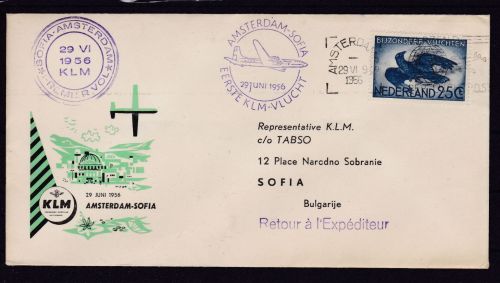 SOFIA-AMSTERDAM
29 VI
1956
KLM
AMSTERDAM-SOFIA
29 JUNI 1956
EERSTE KLM-VLUCHT
AMSTERDAM
29 VI
1956
BIJZONDERE VLUCHTEN
NEDERLAND 25C
Representative K.L.M.
c/o TABSO
12 Place Narodno Sobranie
SOFIA
Bulgarije
Retour à l'Expéditeur
KLM
29 JUNI 1956
AMSTERDAM-SOFIA